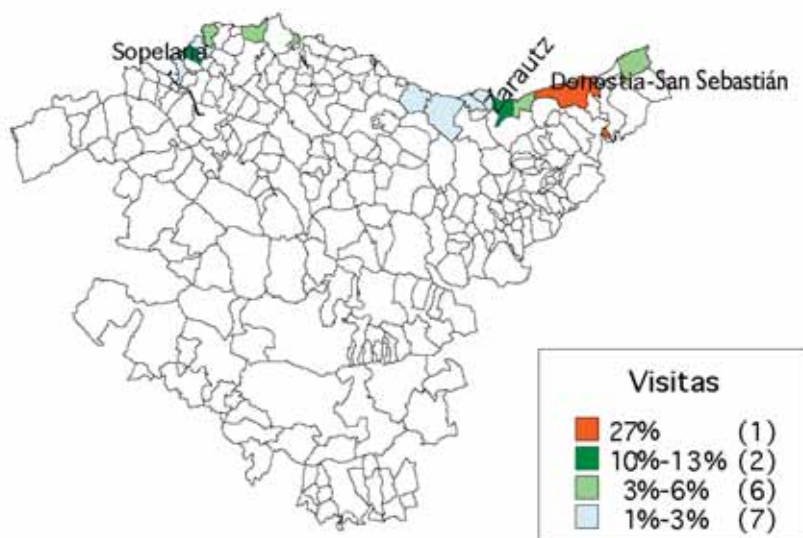 Sopelana
Zarautz
Donostia-San Sebastián
Visitas
27% (1)
10%-13% (2)
3%-6% (6)
1%-3% (7)